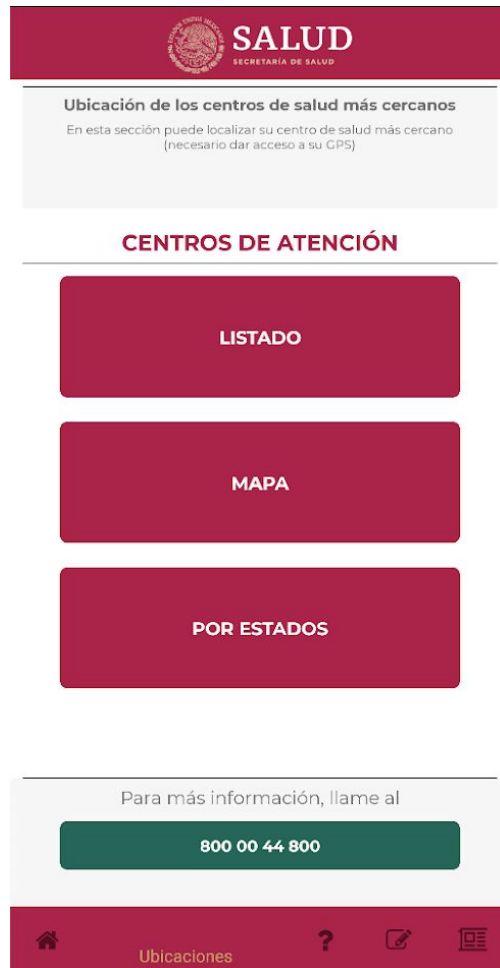 SALUD
SECRETARÍA DE SALUD
Ubicación de los centros de salud más cercanos
En esta sección puede localizar su centro de salud más cercano
(necesario dar acceso a su GPS)
CENTROS DE ATENCIÓN
LISTADO
MAPA
POR ESTADOS
Para más información, llame al
800 00 44 800
?
Ubicaciones